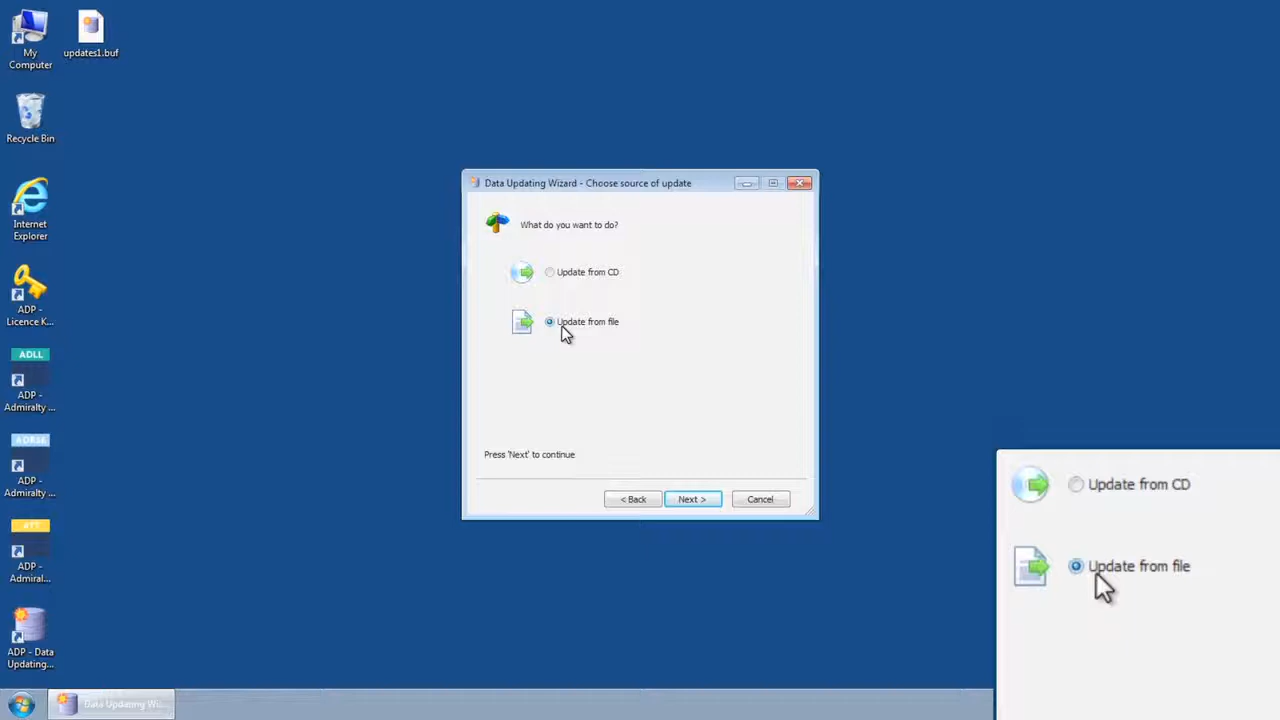 My
Computer
updates1.buf
Recycle Bin
Internet
Explorer
ADP -
Licence K...
ADLL
ADP -
Admiralty ...
ADRS6
ADP -
Admiralty ...
ATT
ADP -
Admiral...
ADP - Data
Updating...
Data Updating Wizard - Choose source of update
What do you want to do?
Update from CD
Update from file
Press 'Next' to continue
< Back
Next >
Cancel
Update from CD
Update from file
Data Updating Wi...